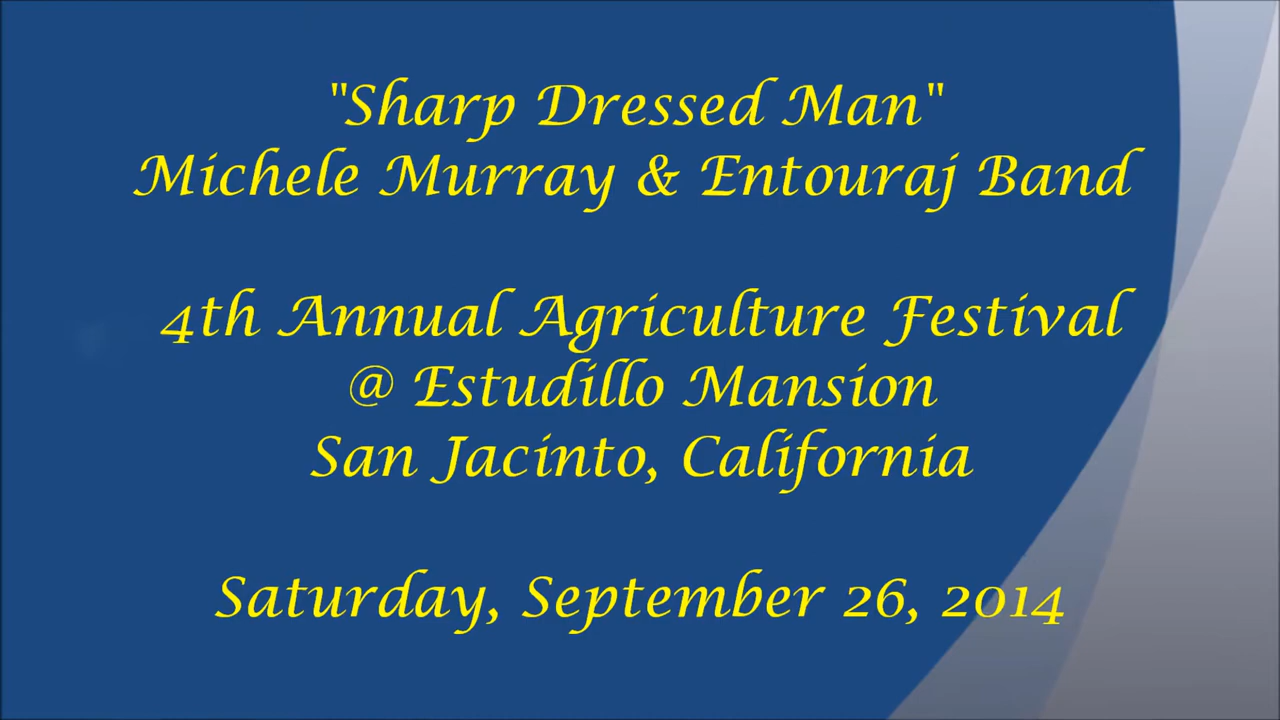 "Sharp Dressed Man"
Michele Murray & Entouraj Band
4th Annual Agriculture Festival
@ Estudillo Mansion
San Jacinto, California
Saturday, September 26, 2014